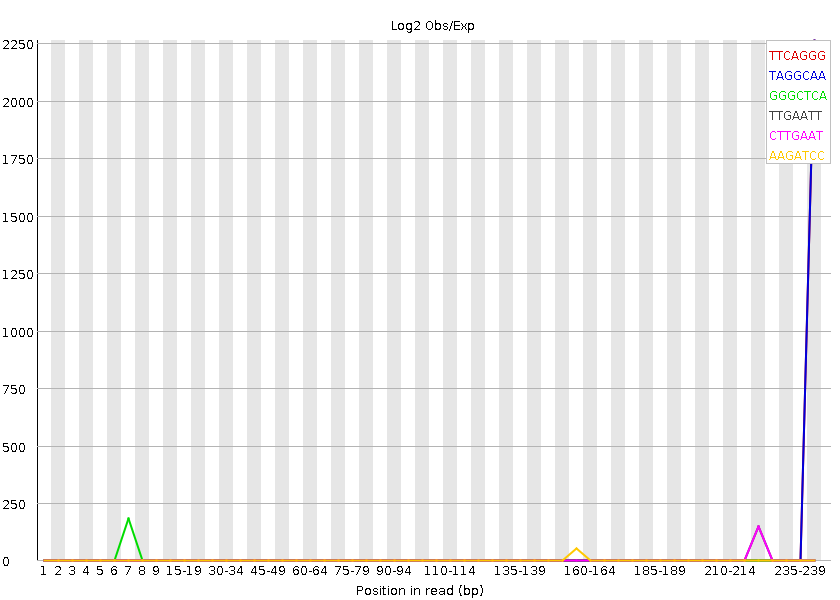 Log2 Obs/Exp
2250
2000
1750
1500
1250
1000
750
500
250
0
TTCAGGG
TAGGCAA
GGGCTCA
TTGAATT
CTTGAAT
AAGATCC
1 2 3 4 5 6 7 8 9 15-19 30-34 45-49 60-64 75-79 90-94 110-114 135-139 160-164 185-189 210-214 235-239
Position in read (bp)